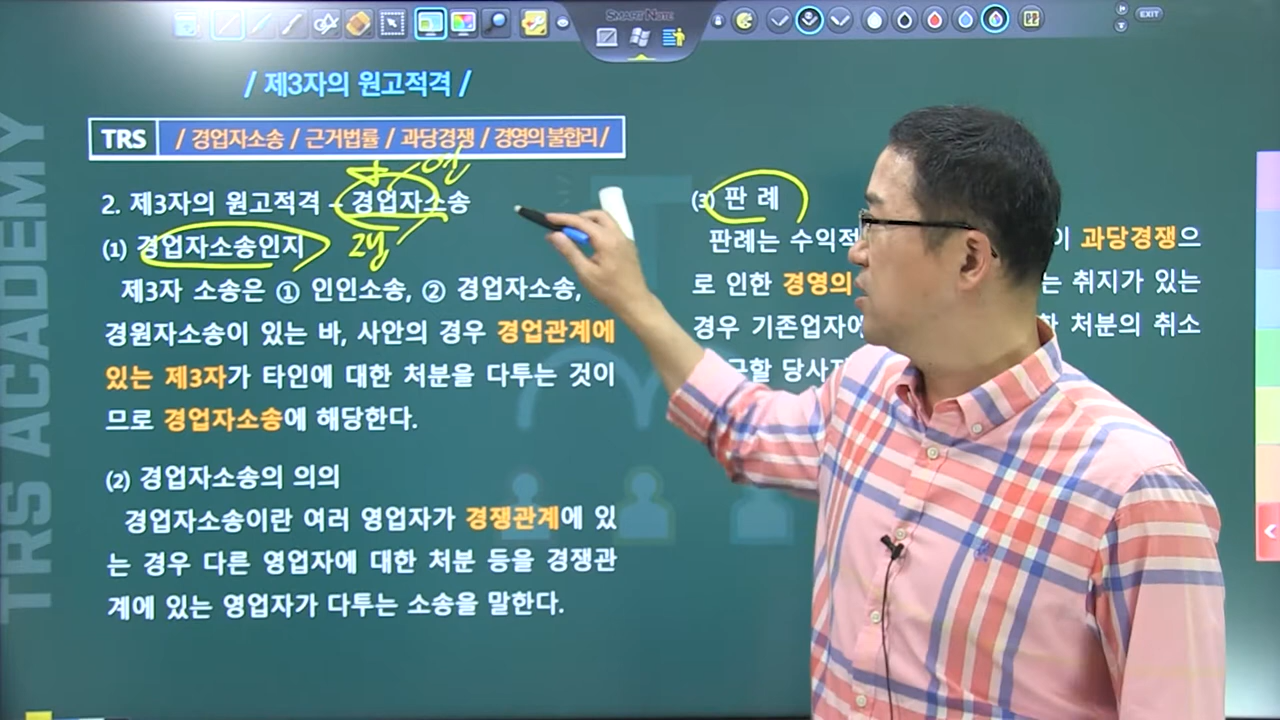 SMART NOTE
EXIT
/ 제3자의 원고적격 /
TRS / 경업자소송 / 근거법률 / 과당경쟁 / 경영의 불합리 /
2. 제3자의 원고적격 – 경업자소송
(1) 경업자소송인지
제3자 소송은 ① 인인소송, ② 경업자소송,
경원자소송이 있는 바, 사안의 경우 경업관계에
있는 제3자가 타인에 대한 처분을 다투는 것이
므로 경업자소송에 해당한다.
(2) 경업자소송의 의의
경업자소송이란 여러 영업자가 경쟁관계에 있
는 경우 다른 영업자에 대한 처분 등을 경쟁관
계에 있는 영업자가 다투는 소송을 말한다.
(3) 판 례
판례는 수익적 이 과당경쟁으
로 인한 경영의 는 취지가 있는
경우 기존업자에 한 처분의 취소
구할 당사자
TRS ACADEMY